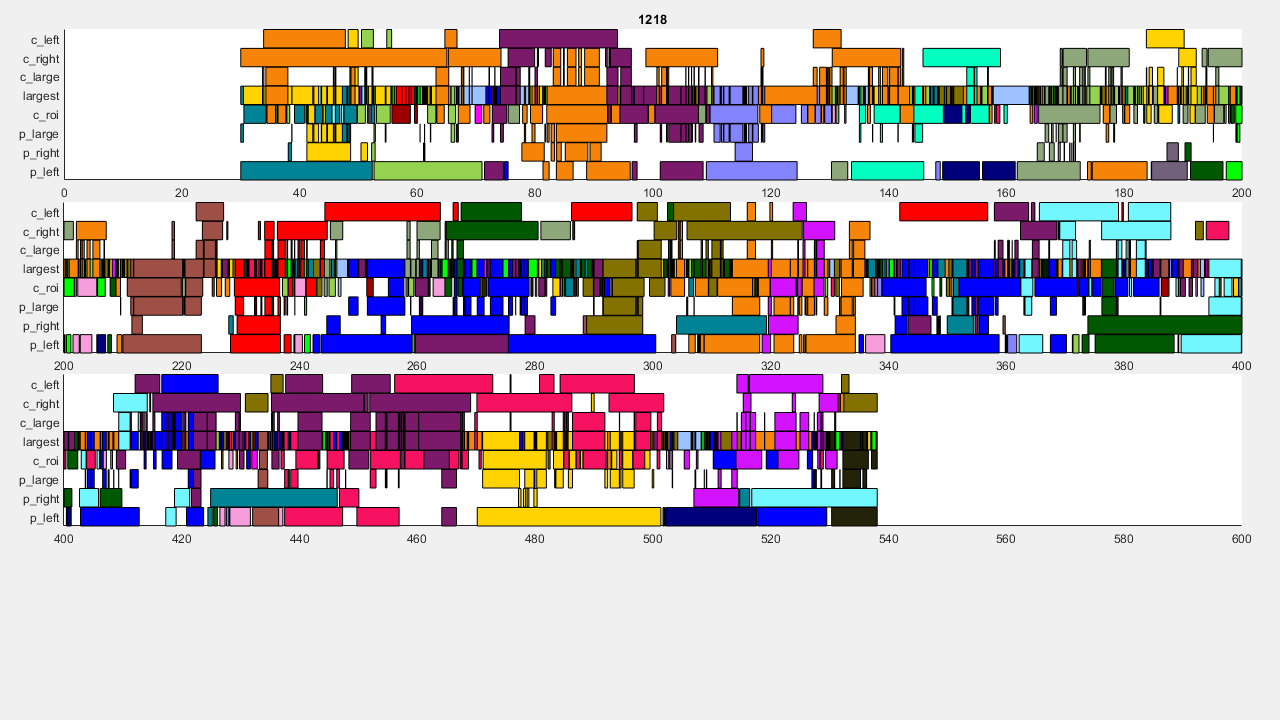 1218
c_left
c_right
c_large
largest
c_roi
p_large
p_right
p_left
0 20 40 60 80 100 120 140 160 180 200
c_left
c_right
c_large
largest
c_roi
p_large
p_right
p_left
200 220 240 260 280 300 320 340 360 380 400
c_left
c_right
c_large
largest
c_roi
p_large
p_right
p_left
400 420 440 460 480 500 520 540 560 580 600